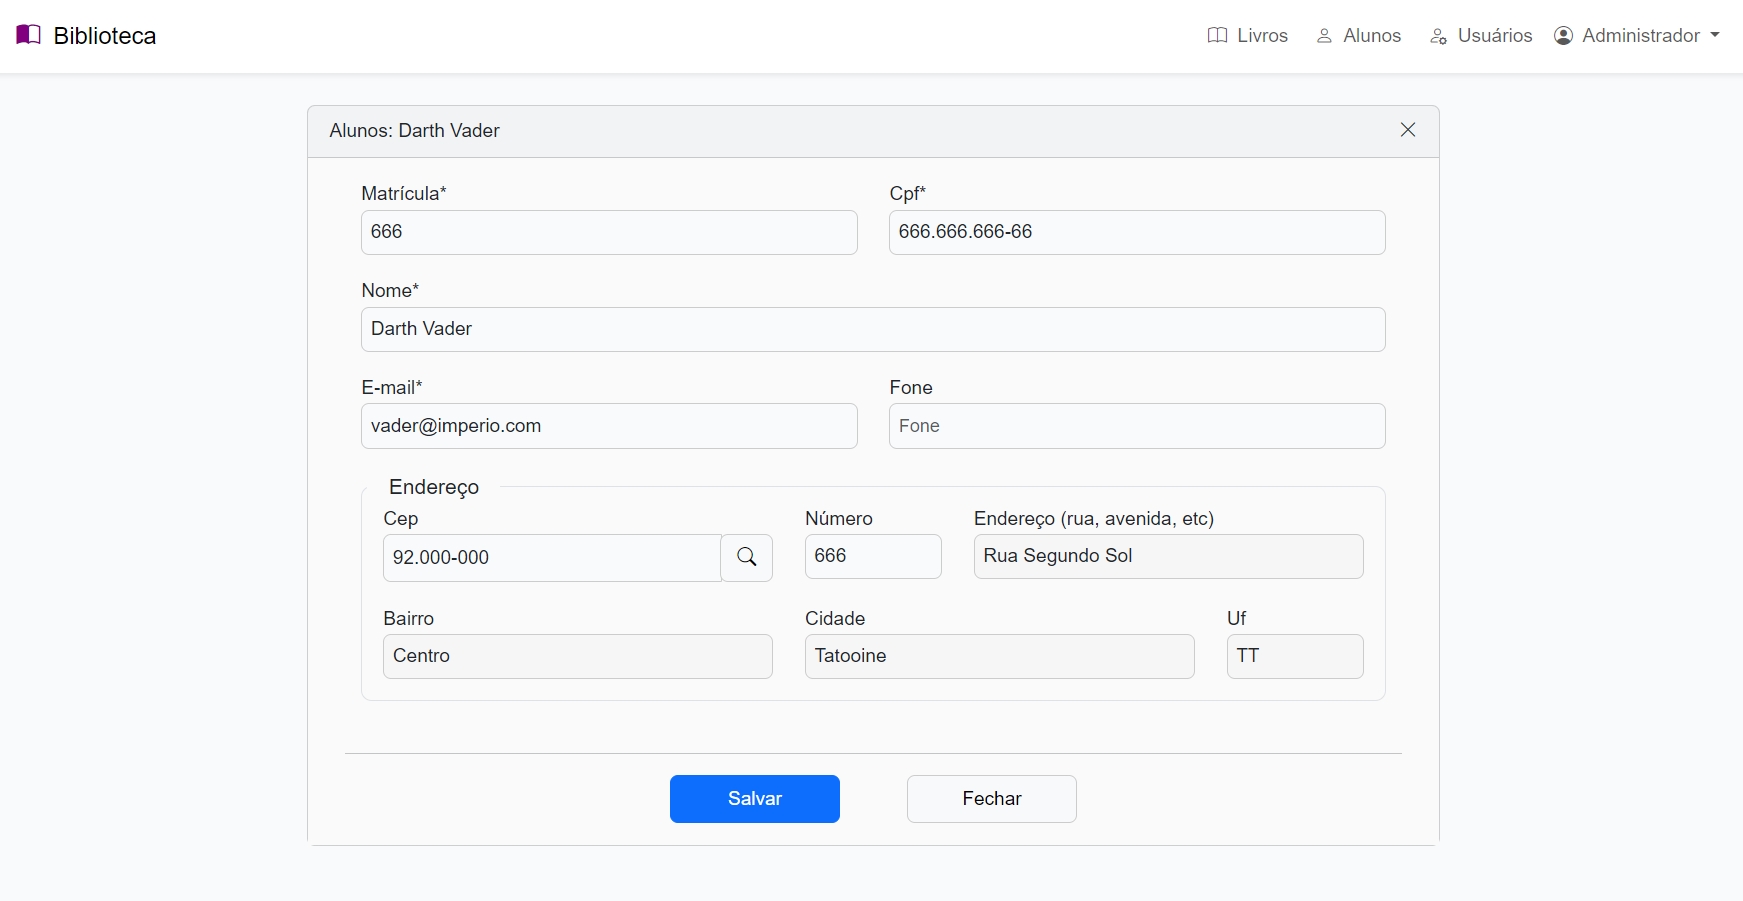 Biblioteca Livros Alunos Usuários Administrador
Alunos: Darth Vader
Matrícula* Cpf*
666 666.666.666-66
Nome*
Darth Vader
E-mail* Fone
vader@imperio.com Fone
Endereço
Cep Número Endereço (rua, avenida, etc)
92.000-000 666 Rua Segundo Sol
Bairro Cidade Uf
Centro Tatooine TT
Salvar Fechar